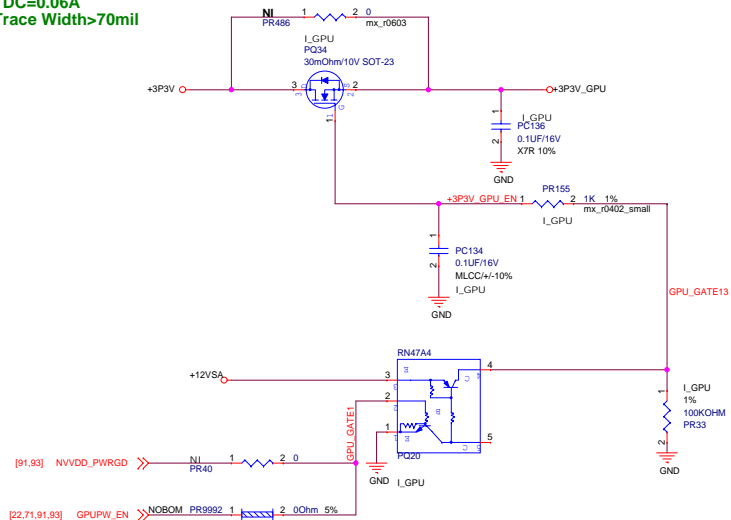 DC=0.06A
Trace Width>70mil
NI
PR486
1
2
0
mx_r0603
I_GPU
PQ34
30mOhm/10V SOT-23
+3P3V
3
D
S
2
+3P3V_GPU
G
1
1
I_GPU
PC136
0.1UF/16V
X7R 10%
2
GND
+3P3V_GPU_EN
1
PR155
2
1K
1%
mx_r0402_small
I_GPU
1
PC134
0.1UF/16V
MLCC/+/-10%
I_GPU
2
GND
GPU_GATE13
RN47A4
+12VSA
3
4
2
1
5
PQ20
I_GPU
GND
GPU_GATE1
1
I_GPU
1%
100KOHM
PR33
2
GND
[91,93]
NVVDD_PWRGD
NI
PR40
1
2
0
[22,71,91,93]
GPUPW_EN
NOBOM
PR9992
1
2
0Ohm
5%